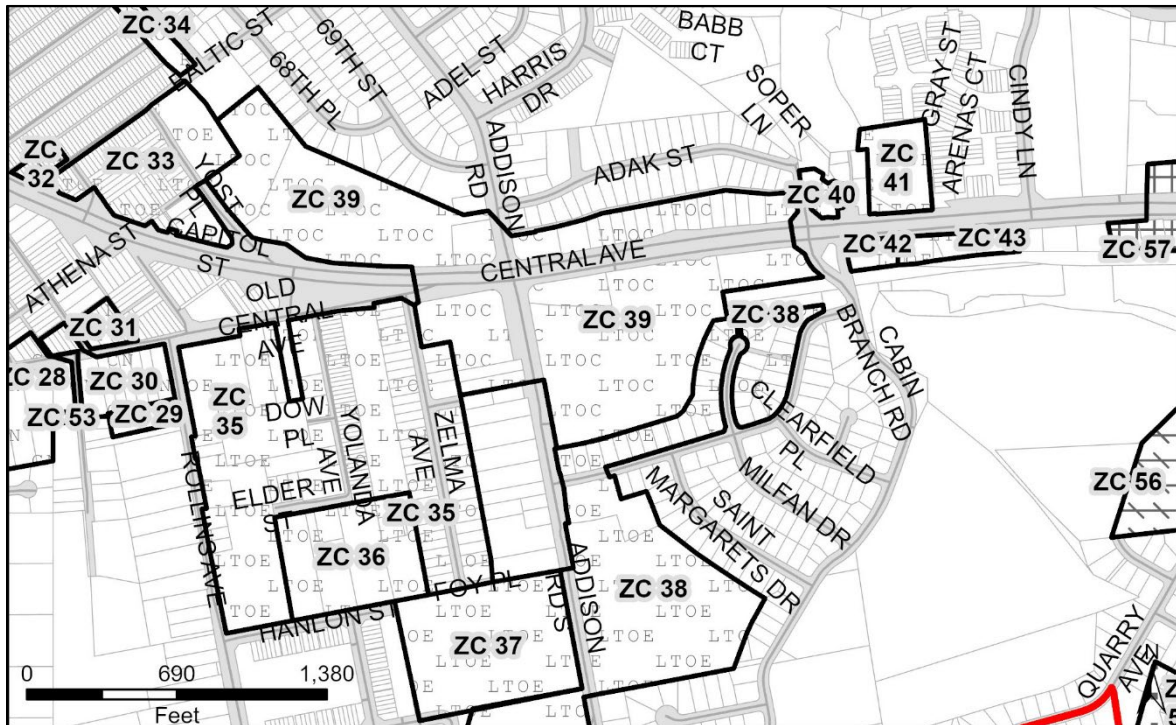 ZC 34
BALTIC ST
68TH PL
69TH ST
ADEL ST
HARRIS
DR
BABB
CT
SOPER
LN
GRAY ST
ARENAS CT
CINDY LN
ZC
32
ZC 33
YOST
PL
ZC 39
ADDISON
RD
ADAK ST
ZC 40
ZC
41
CAPITOL
ST
ATHENA ST
CENTRAL AVE
ZC 42
ZC 43
ZC 57
OLD
CENTRAL
AVE
ZC 31
ZC 39
ZC 38
ZC 28
ZC 30
ZC 53
ZC 29
ZC
35
DOW
PL
YOLANDA
AVE
ZELMA
AVE
CABIN
BRANCH RD
CLEARFIELD
PL
MILFAN DR
SAINT
MARGARETS DR
ELDER
ST
ZC 35
ROLLINS AVE
ZC 36
ZC 56
FOY PL
ADDISON
RD S
ZC 38
HANLON ST
ZC 37
QUARRY
AVE
0 690 1,380
Feet
LTOC
LTOE